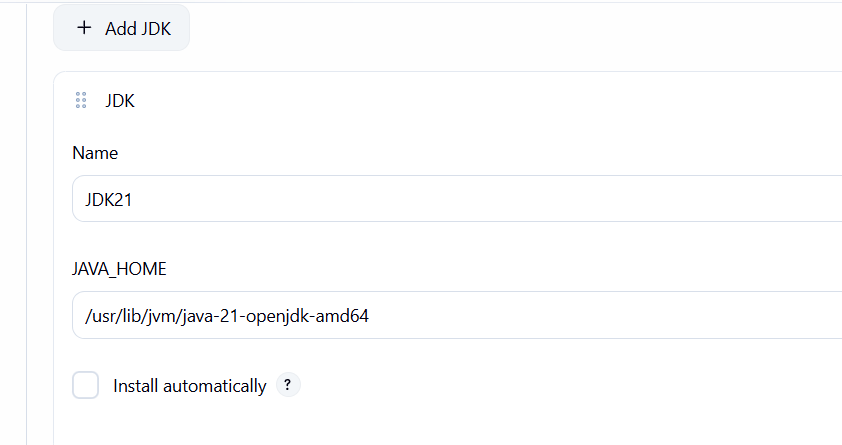 + Add JDK
JDK
Name
JDK21
JAVA_HOME
/usr/lib/jvm/java-21-openjdk-amd64
Install automatically ?